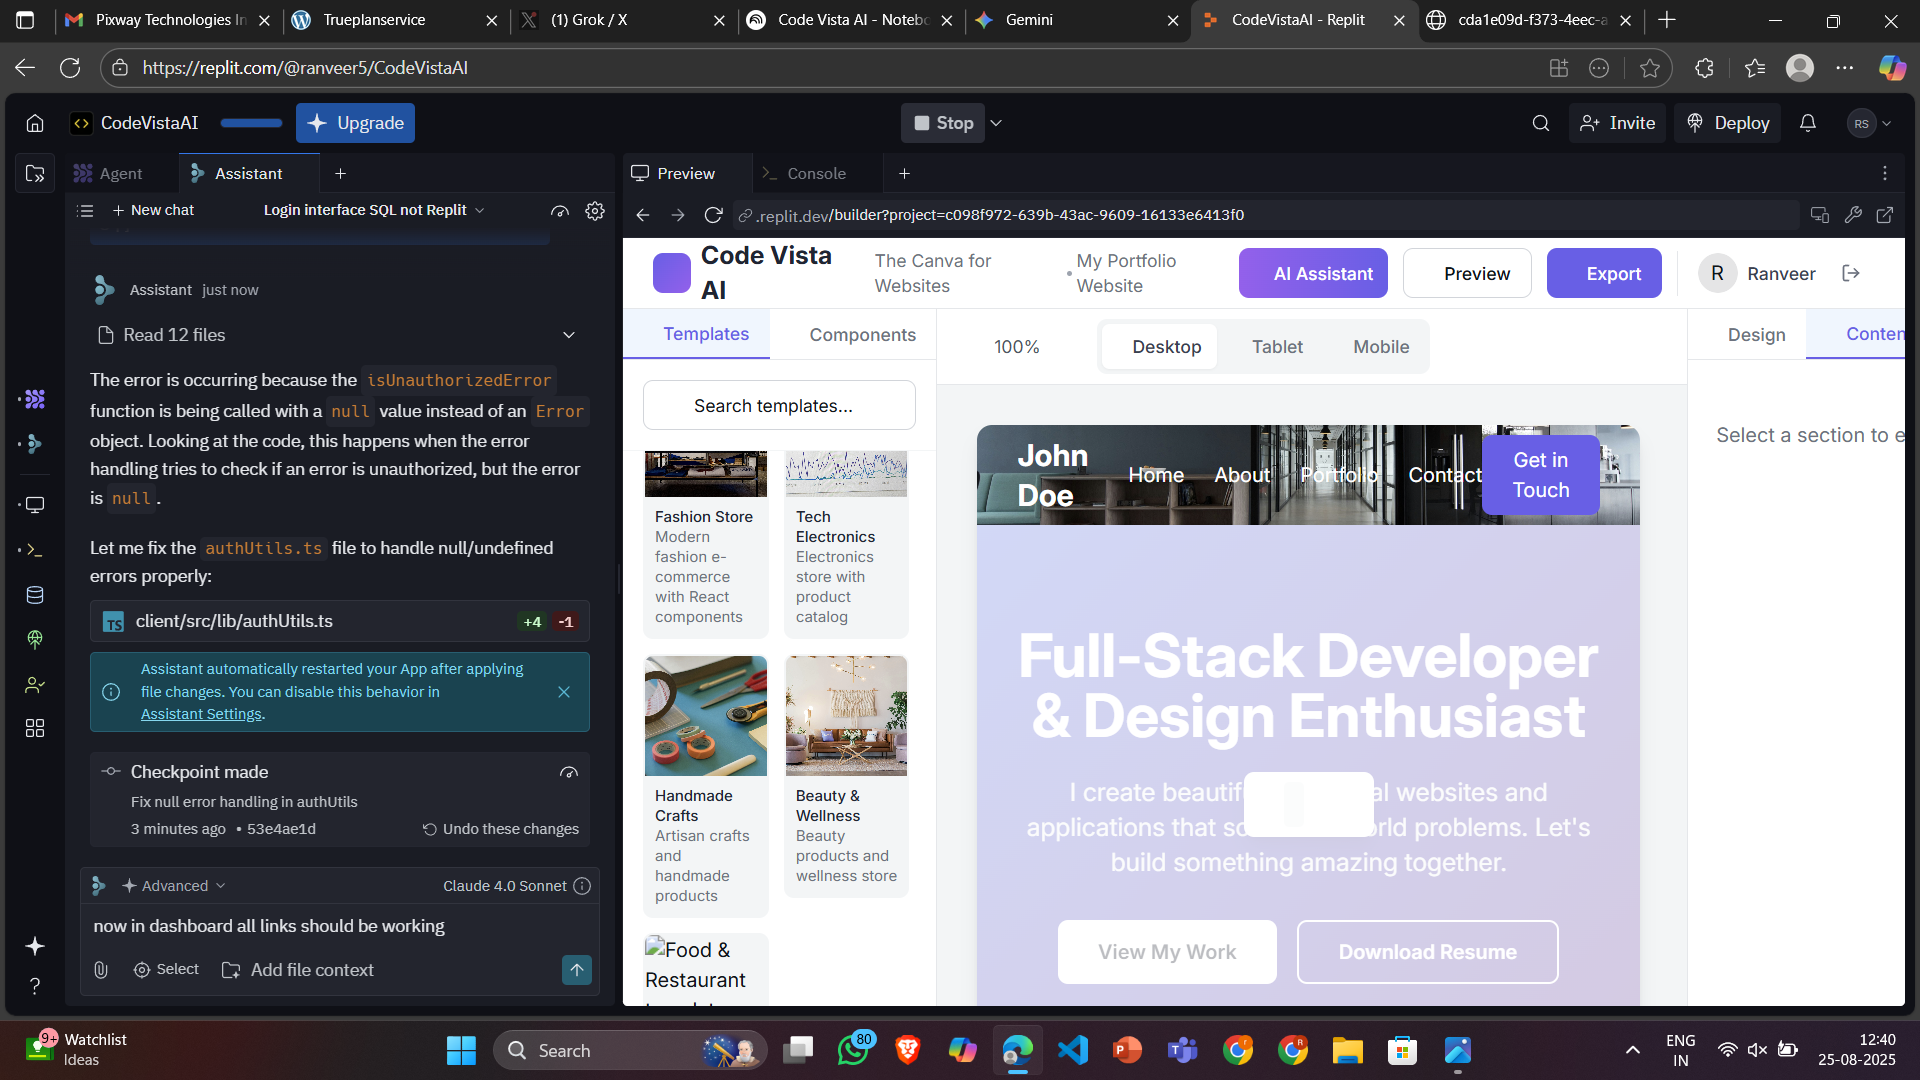 Pixway Technologies In
Trueplanservice
(1) Grok / X
Code Vista AI - Notebo
Gemini
CodeVistaAI - Replit
cda1e09d-f373-4eec-a
https://replit.com/@ranveer5/CodeVistaAI
CodeVistaAI
Upgrade
Stop
Invite
Deploy
RS
Agent
Assistant
New chat
Login interface SQL not Replit
Assistant just now
Read 12 files
The error is occurring because the isUnauthorizedError
function is being called with a null value instead of an Error
object. Looking at the code, this happens when the error
handling tries to check if an error is unauthorized, but the error
is null.
Let me fix the authUtils.ts file to handle null/undefined
errors properly:
TS client/src/lib/authUtils.ts +4 -1
Assistant automatically restarted your App after applying
file changes. You can disable this behavior in
Assistant Settings.
Checkpoint made
Fix null error handling in authUtils
3 minutes ago • 53e4ae1d
Undo these changes
Advanced
Claude 4.0 Sonnet
now in dashboard all links should be working
Select
Add file context
Preview
Console
.replit.dev/builder?project=c098f972-639b-43ac-9609-16133e6413f0
Code Vista
AI
The Canva for
Websites
• My Portfolio
Website
AI Assistant
Preview
Export
R
Ranveer
Templates
Components
Search templates...
Fashion Store
Modern
fashion e-
commerce
with React
components
Tech
Electronics
Electronics
store with
product
catalog
Handmade
Crafts
Artisan crafts
and
handmade
products
Beauty &
Wellness
Beauty
products and
wellness store
Food &
Restaurant
100%
Desktop
Tablet
Mobile
John
Doe
Home
About
Portfolio
Contact
Get in
Touch
Full-Stack Developer
& Design Enthusiast
I create beautif al websites and
applications that so orld problems. Let's
build something amazing together.
View My Work
Download Resume
Design
Conten
Select a section to e
9+
Watchlist
Ideas
Search
80
ENG
IN
12:40
25-08-2025